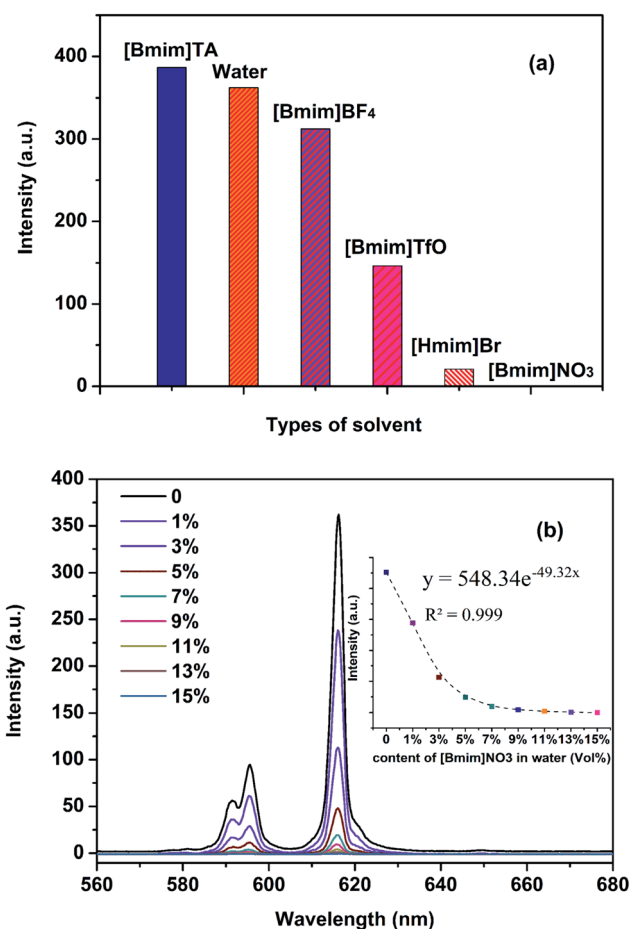 (a)
Intensity (a.u.)
400
300
200
100
0
[Bmim]TA
Water
[Bmim]BF4
[Bmim]TfO
[Hmim]Br
[Bmim]NO3
Types of solvent
(b)
Intensity (a.u.)
400
350
300
250
200
150
100
50
0
0
1%
3%
5%
7%
9%
11%
13%
15%
Intensity (a.u.)
y = 548.34e^-49.32x
R² = 0.999
0 1% 3% 5% 7% 9% 11% 13% 15%
content of [Bmim]NO3 in water (Vol%)
560 580 600 620 640 660 680
Wavelength (nm)